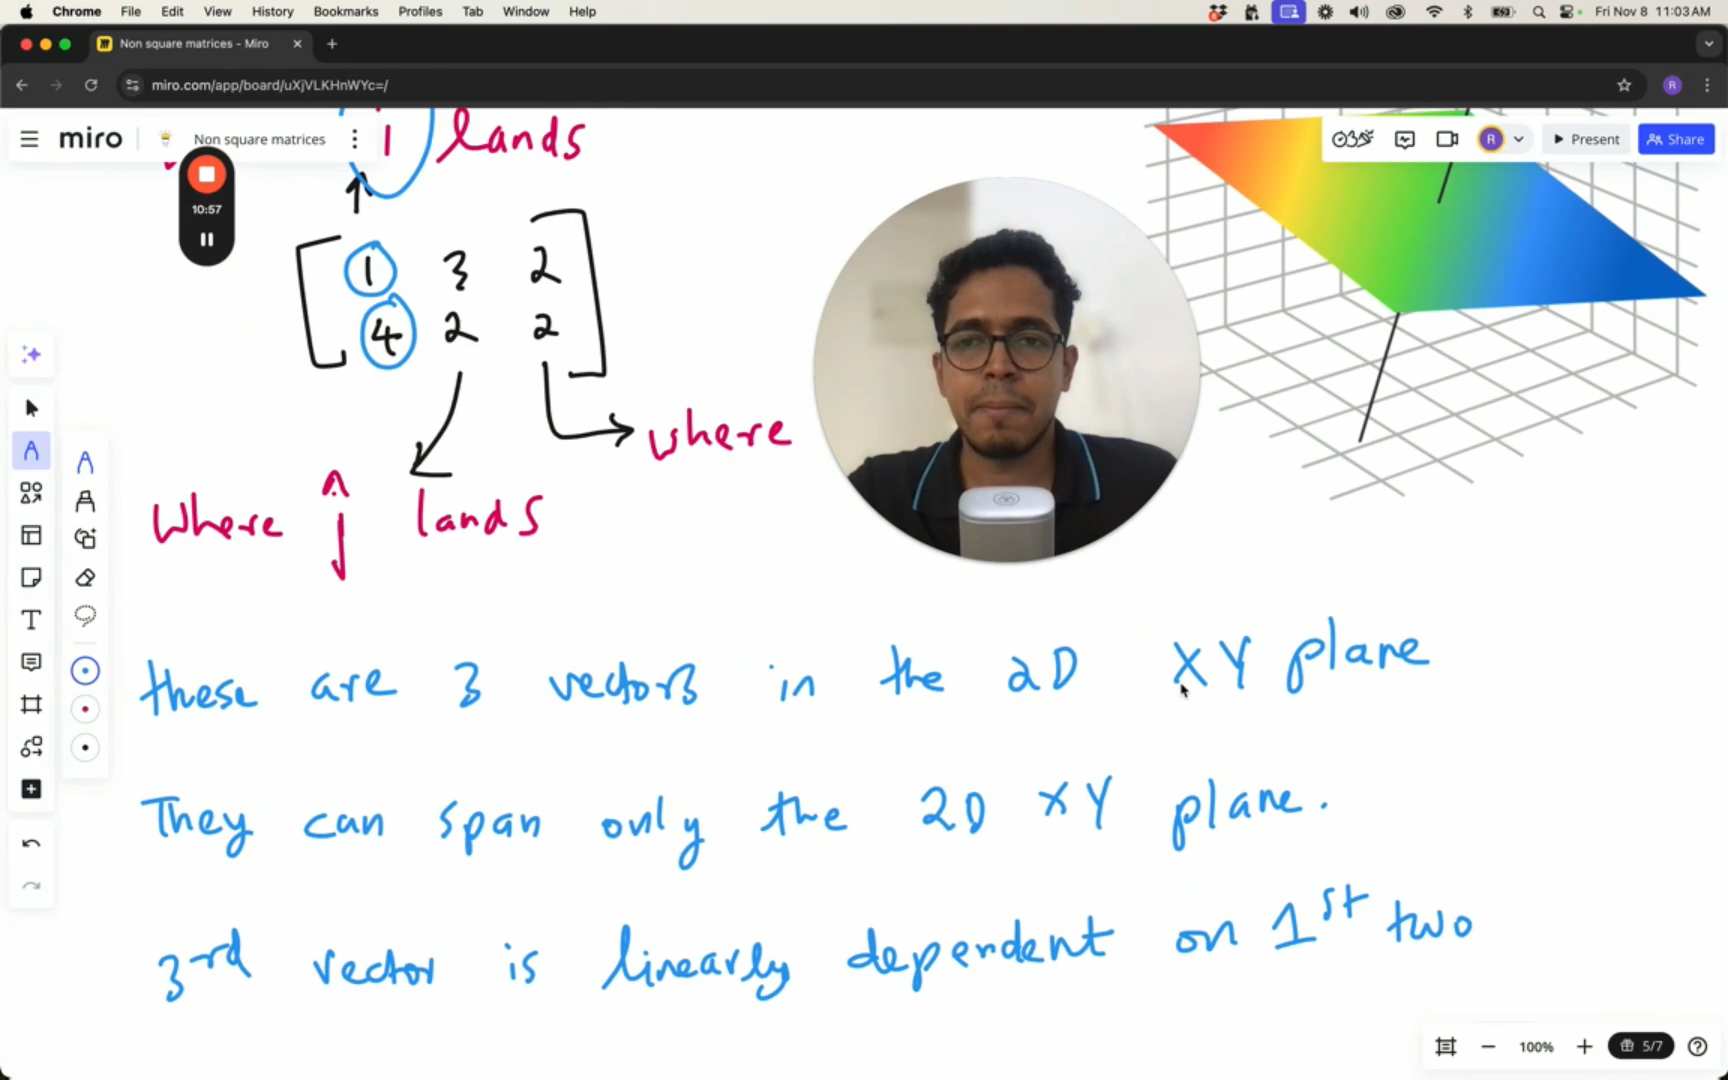 Chrome File Edit View History Bookmarks Profiles Tab Window Help Fri Nov 8 11:03 AM
Non square matrices - Miro
miro.com/app/board/uXjVLKHnWYc=/ R
miro Non square matrices R Present Share
i lands
10:57
1 3 2
4 2 2
where
Where j lands
these are 3 vectors in the 2D XY plane
They can span only the 2D XY plane.
3rd vector is linearly dependent on 1st two
100% 5/7